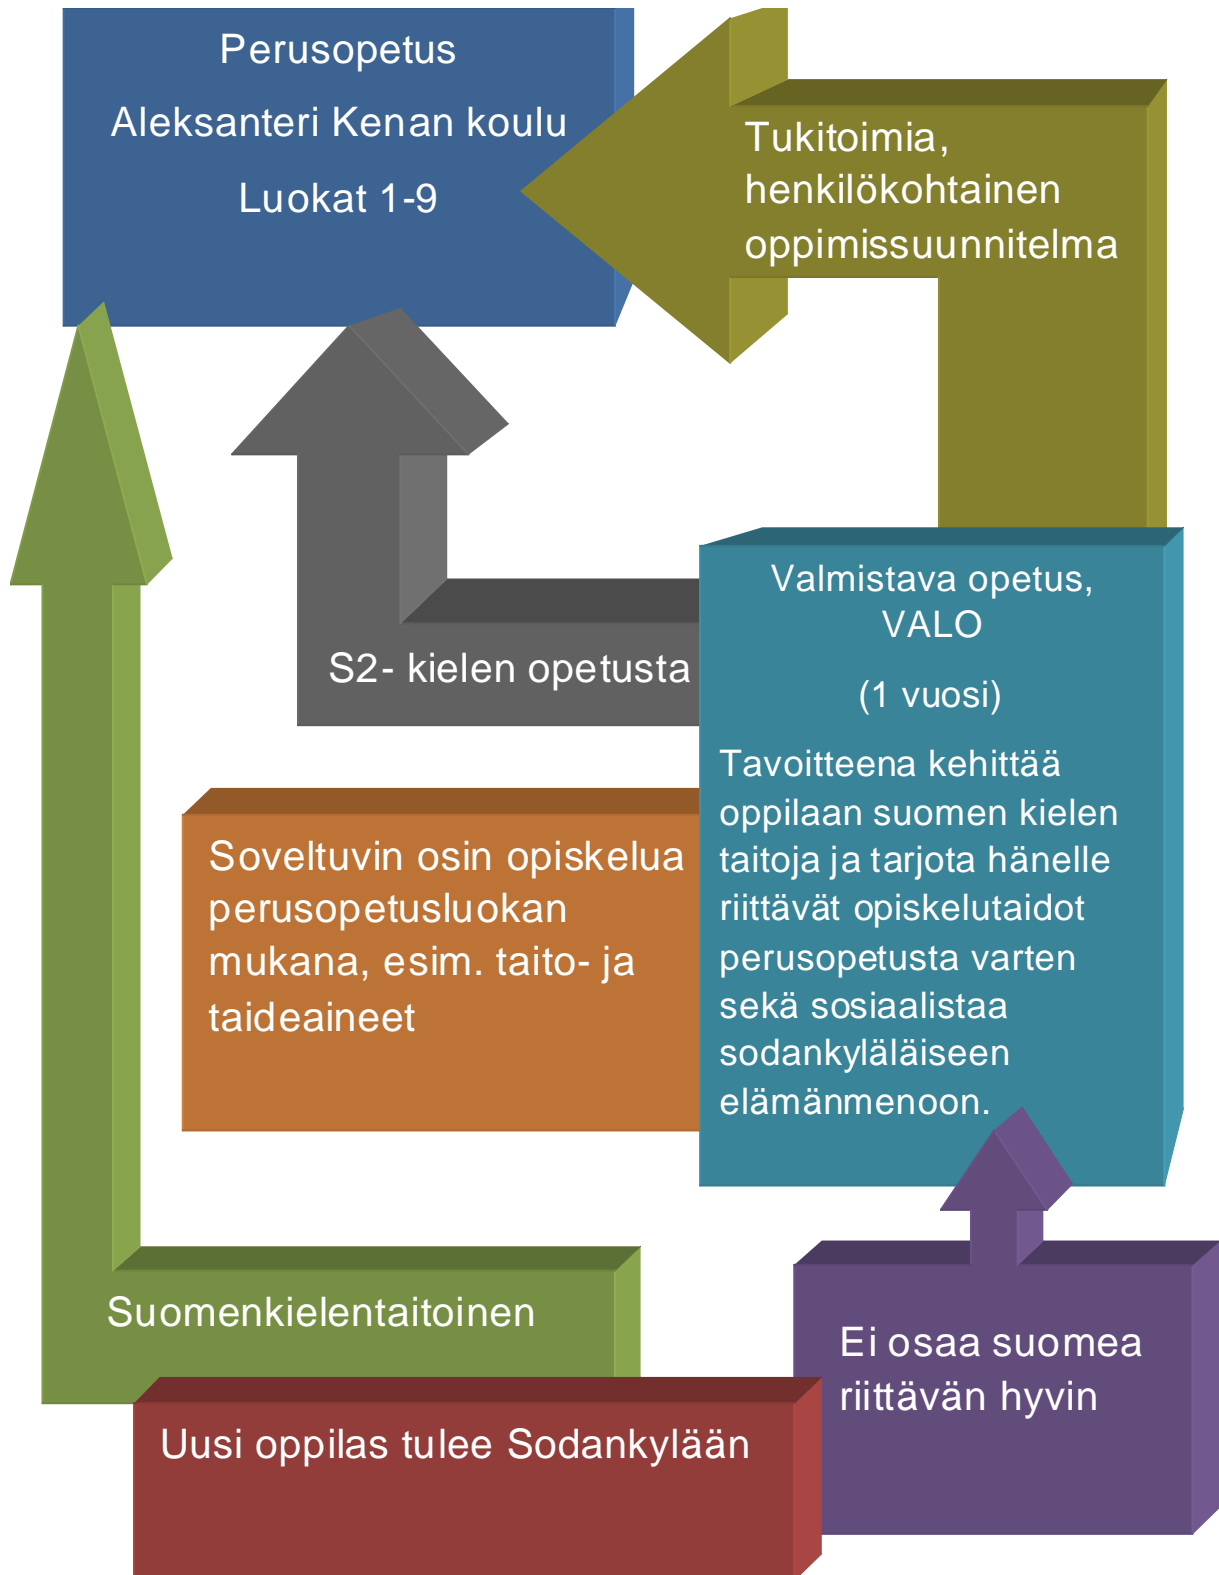 Perusopetus
Aleksanteri Kenan koulu
Luokat 1-9
Tukitoimia,
henkilökohtainen
oppimissuunnitelma
S2- kielen opetusta
Valmistava opetus,
VALO
(1 vuosi)
Tavoitteena kehittää
oppilaan suomen kielen
taitoja ja tarjota hänelle
riittävät opiskelutaidot
perusopetusta varten
sekä sosiaalistaa
sodankyläläiseen
elämänmenoon.
Soveltuvin osin opiskelua
perusopetusluokan
mukana, esim. taito- ja
taideaineet
Suomenkielentaitoinen
Ei osaa suomea
riittävän hyvin
Uusi oppilas tulee Sodankylään